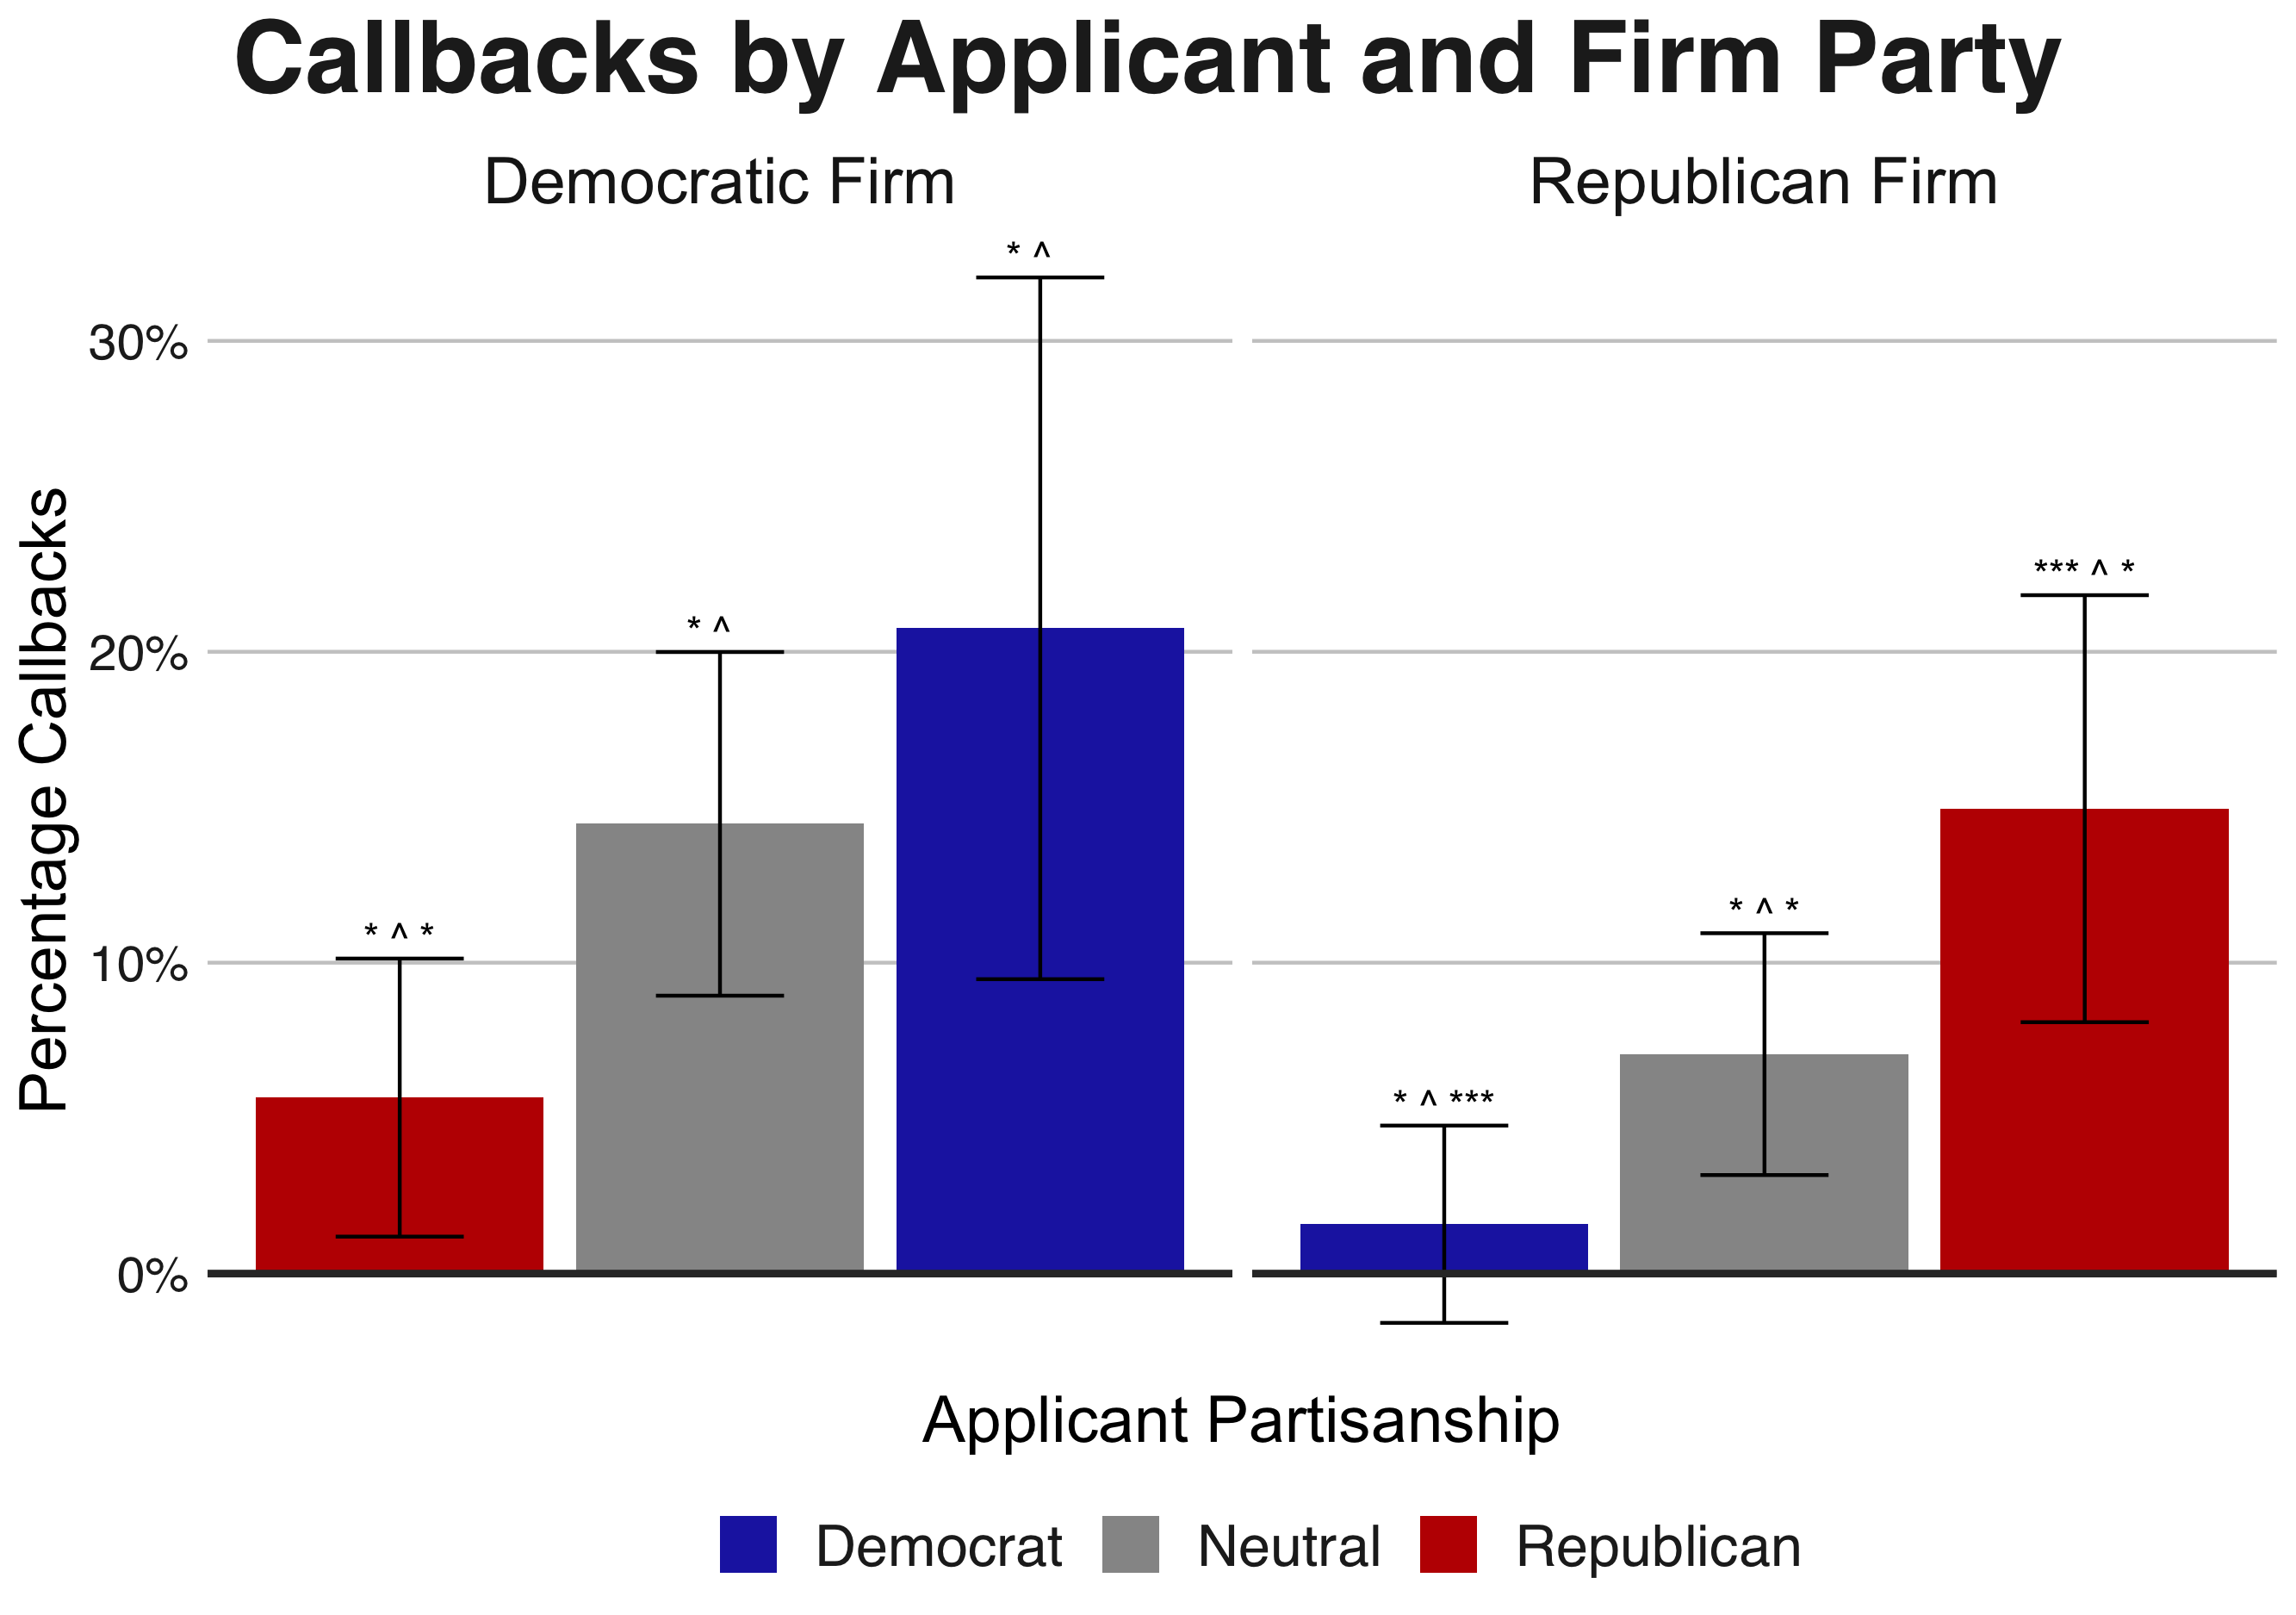 Callbacks by Applicant and Firm Party
Democratic Firm
Republican Firm
Percentage Callbacks
30%
20%
10%
0%
* ^ *
* ^
* ^
* ^ ***
* ^ *
*** ^ *
Applicant Partisanship
Democrat
Neutral
Republican